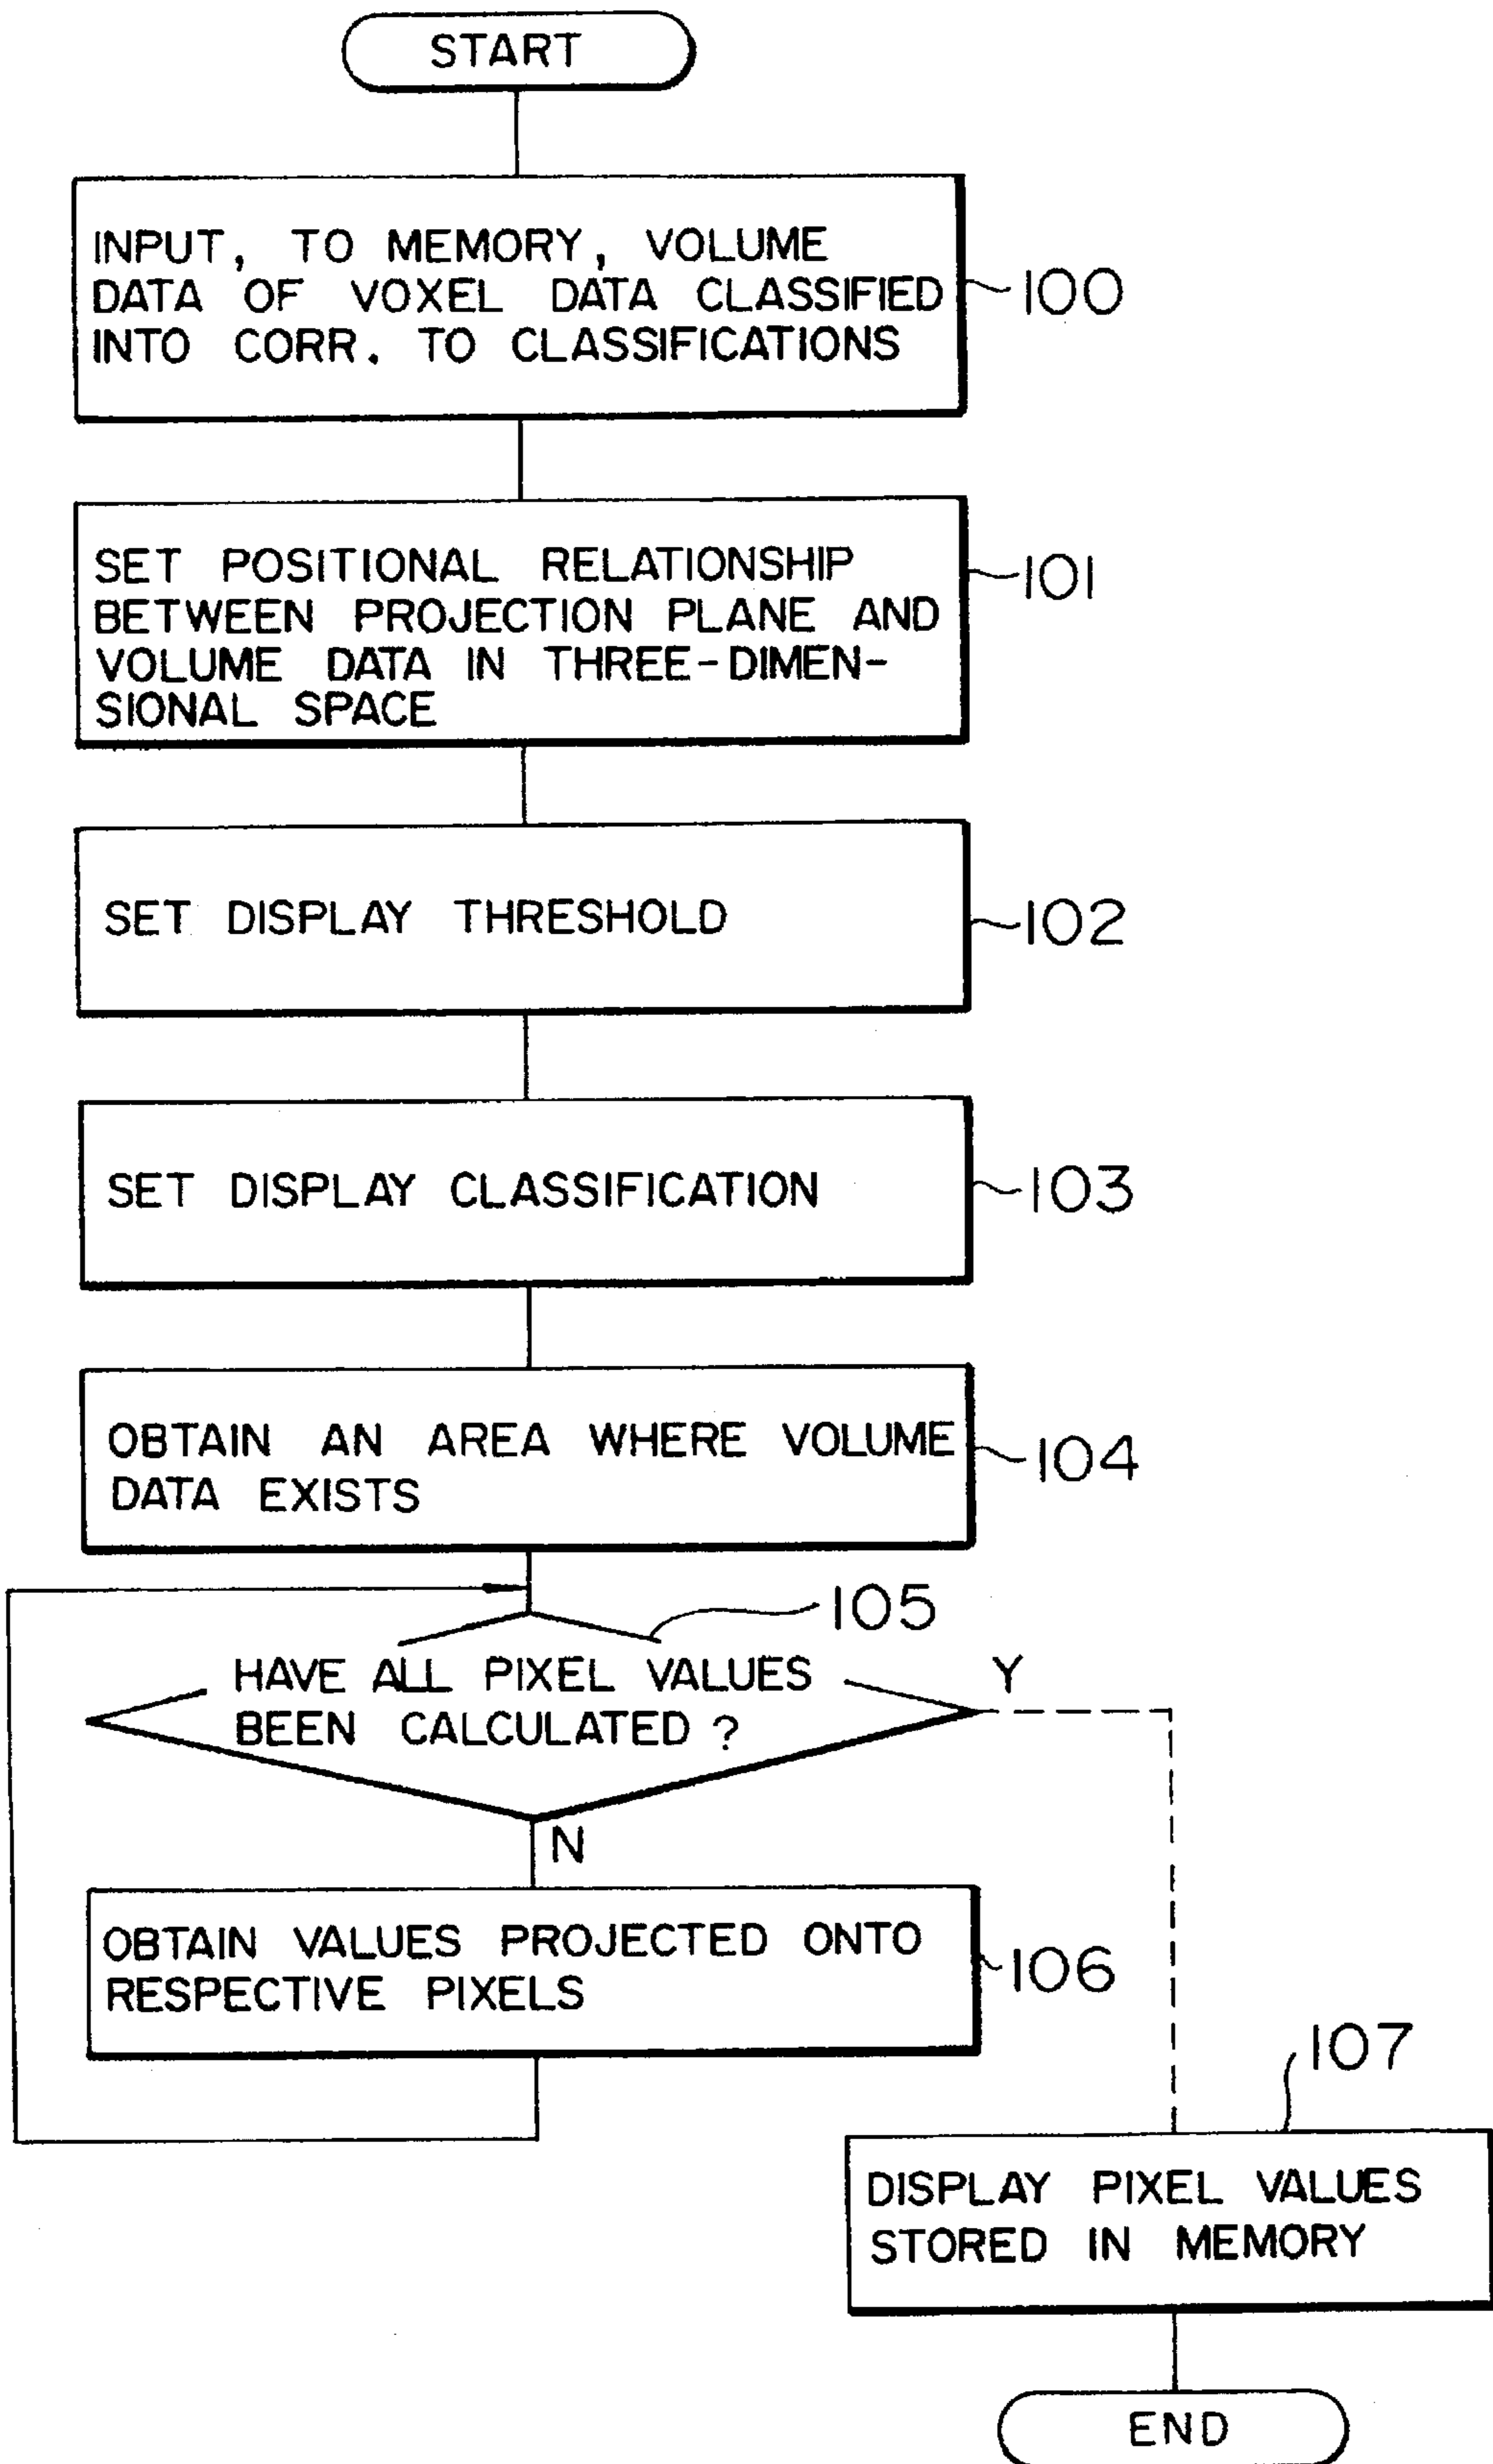 START
INPUT, TO MEMORY, VOLUME
DATA OF VOXEL DATA CLASSIFIED
INTO CORR. TO CLASSIFICATIONS
100
SET POSITIONAL RELATIONSHIP
BETWEEN PROJECTION PLANE AND
VOLUME DATA IN THREE-DIMEN-
SIONAL SPACE
101
SET DISPLAY THRESHOLD
102
SET DISPLAY CLASSIFICATION
103
OBTAIN AN AREA WHERE VOLUME
DATA EXISTS
104
105
HAVE ALL PIXEL VALUES
BEEN CALCULATED ?
Y
N
OBTAIN VALUES PROJECTED ONTO
RESPECTIVE PIXELS
106
107
DISPLAY PIXEL VALUES
STORED IN MEMORY
END